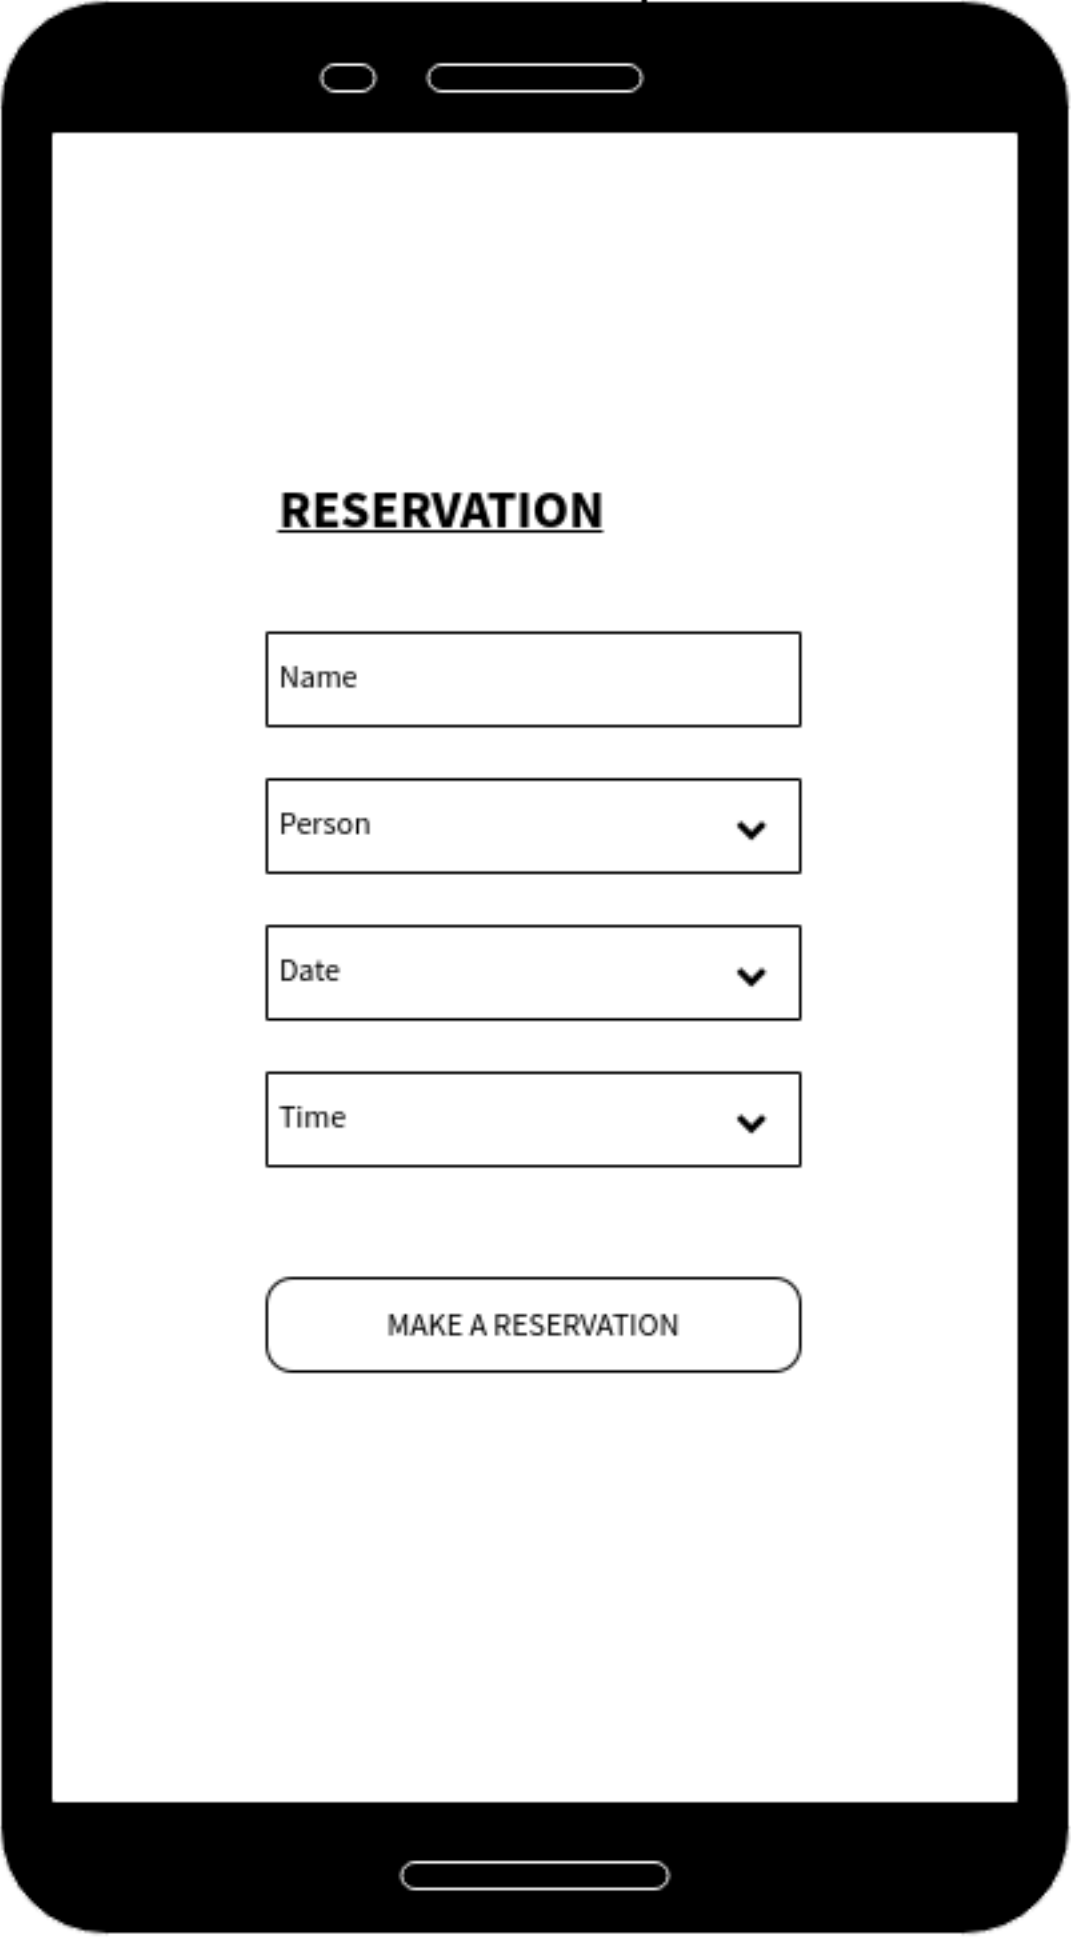 RESERVATION
Name
Person
Date
Time
MAKE A RESERVATION